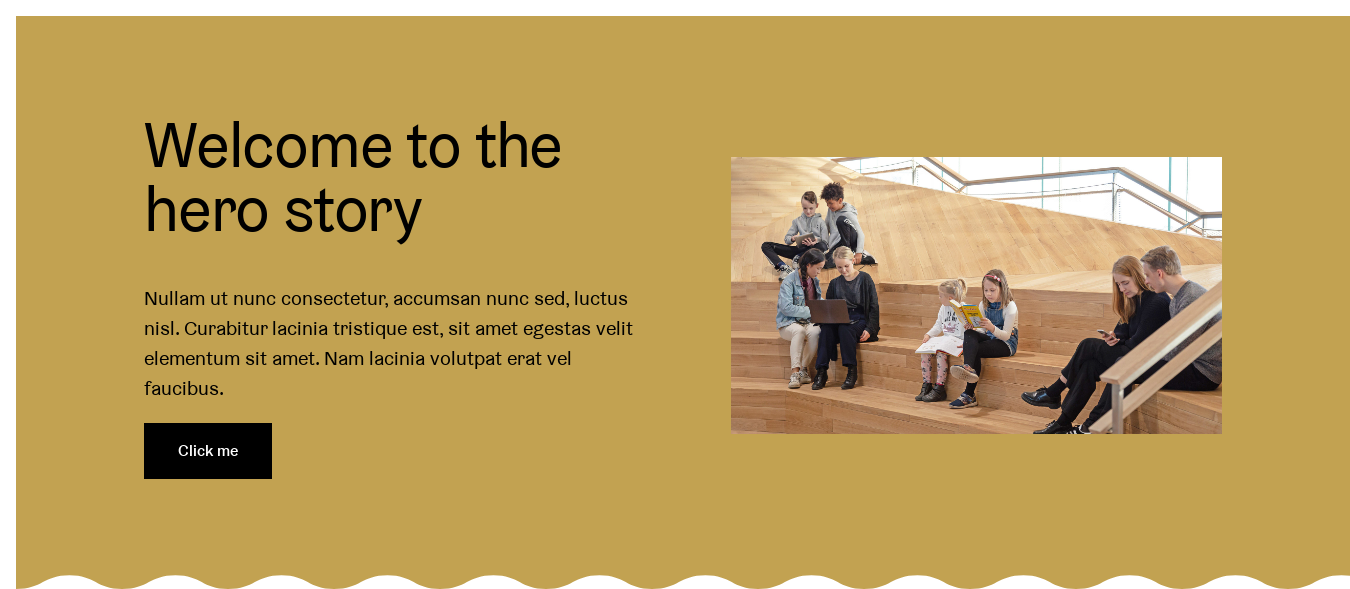 Welcome to the
hero story
Nullam ut nunc consectetur, accumsan nunc sed, luctus
nisl. Curabitur lacinia tristique est, sit amet egestas velit
elementum sit amet. Nam lacinia volutpat erat vel
faucibus.
Click me